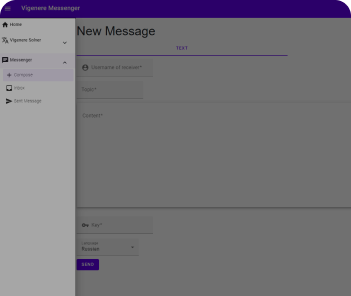 Vigenere Messenger
Home
Vigenere Solver
Messenger
Compose
Inbox
Sent Message
New Message
TEXT
Username of receiver*
Topic*
Content*
Key*
Language
Russian
SEND